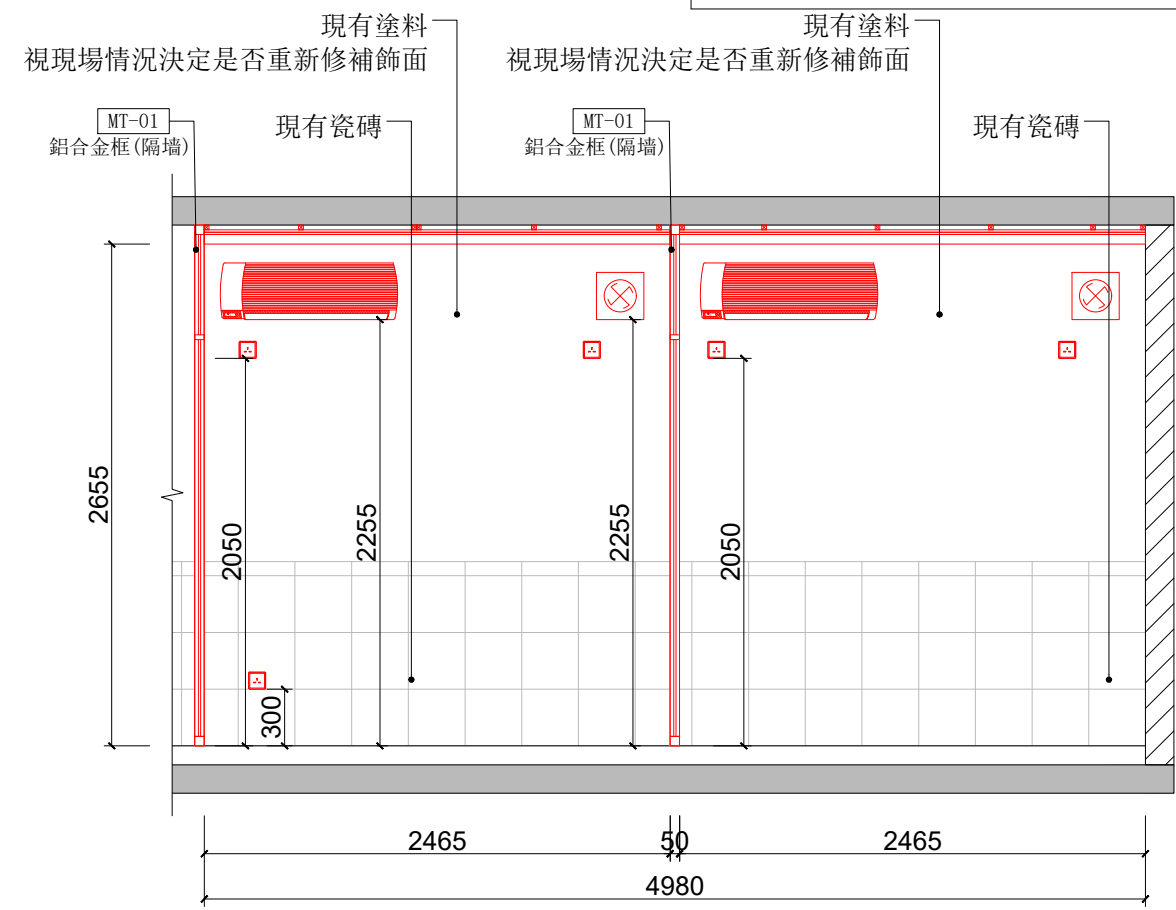 現有塗料
視現場情況決定是否重新修補飾面
現有塗料
視現場情況決定是否重新修補飾面
MT-01
鋁合金框(隔墻)
現有瓷磚
MT-01
鋁合金框(隔墻)
現有瓷磚
2655
2050
2255
2255
2050
300
2465
50
2465
4980